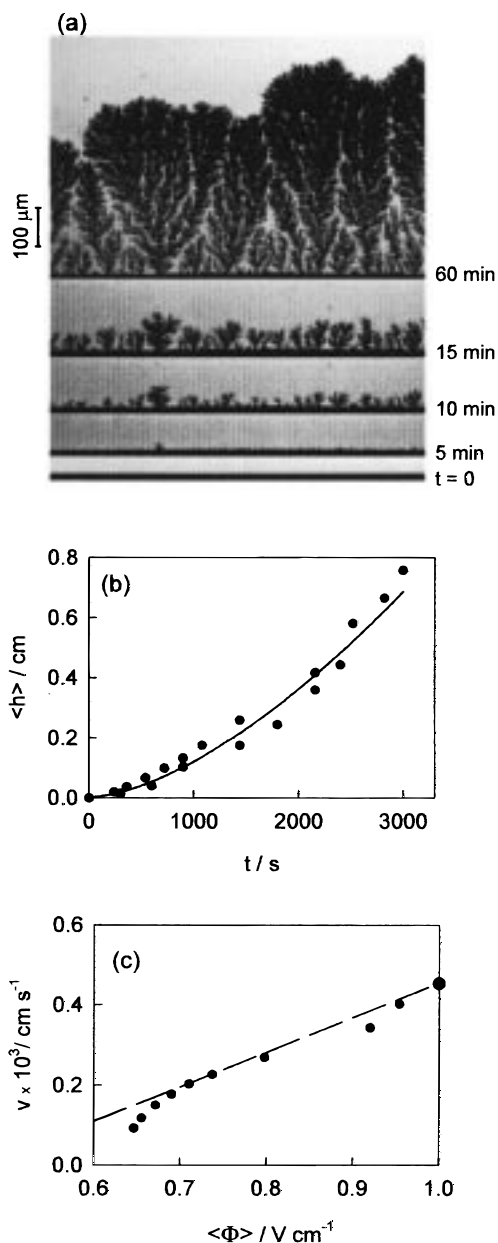 (a)
100 μm
60 min
15 min
10 min
5 min
t = 0
(b)
0.8
0.6
0.4
0.2
0.0
<h> / cm
0
1000
2000
3000
t / s
(c)
0.6
0.4
0.2
0.0
v x 10³/ cm s⁻¹
0.6
0.7
0.8
0.9
1.0
<Φ> / V cm⁻¹